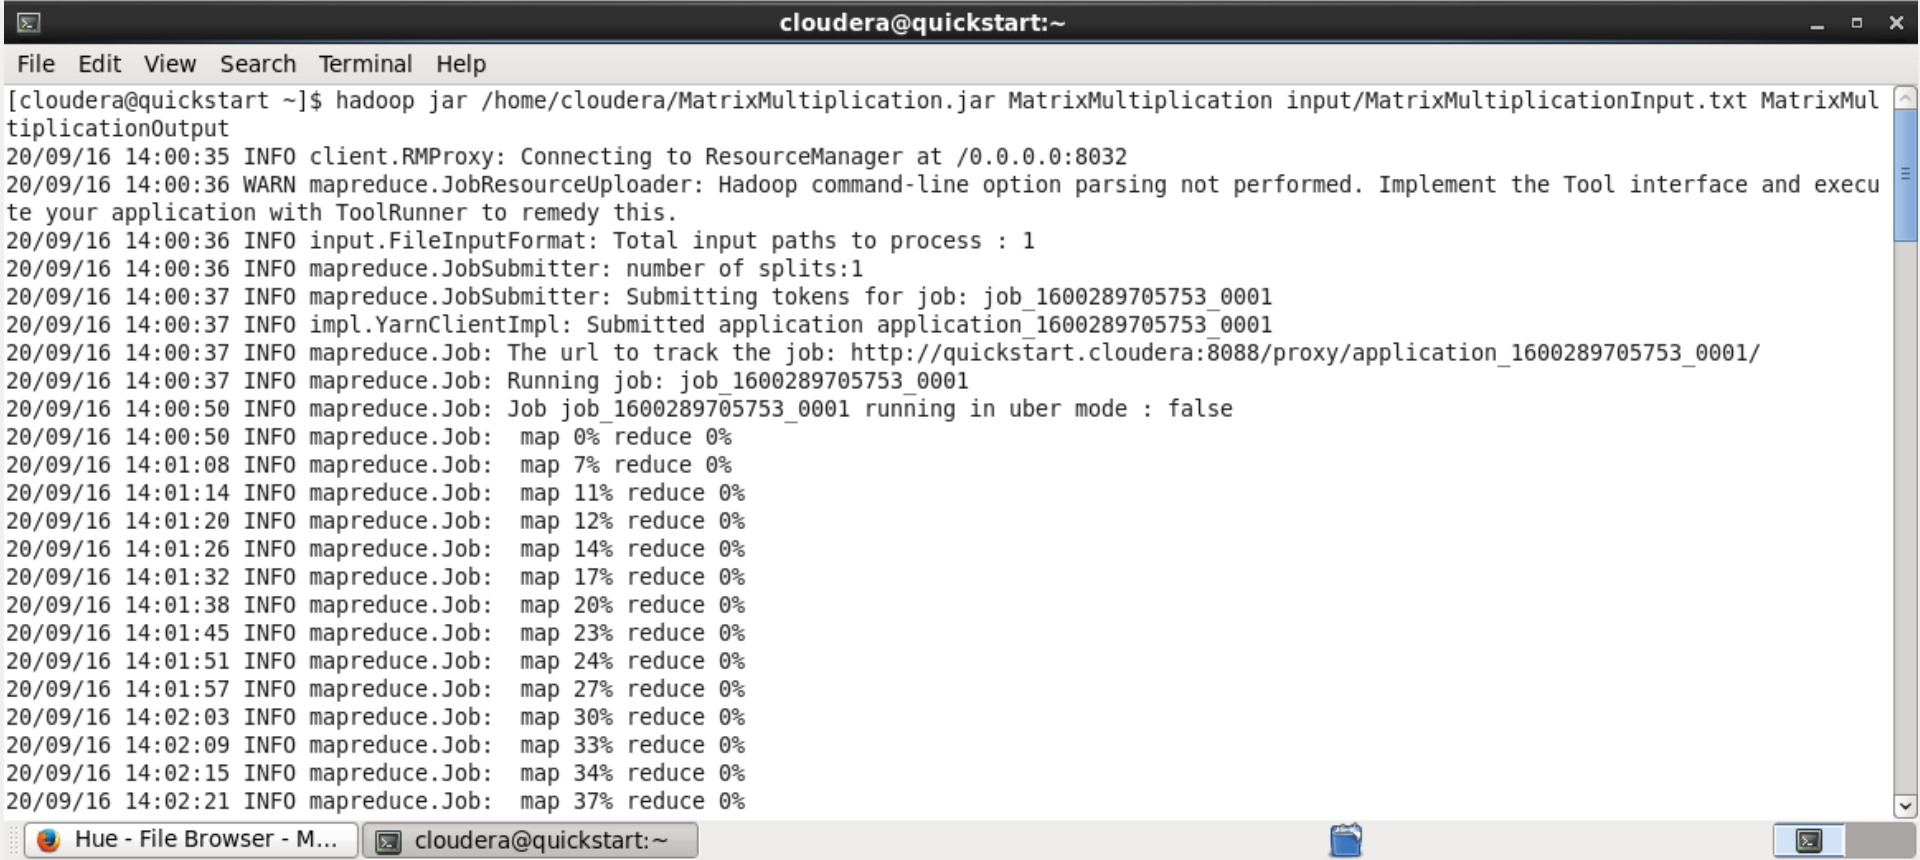 cloudera@quickstart:~
File Edit View Search Terminal Help
[cloudera@quickstart ~]$ hadoop jar /home/cloudera/MatrixMultiplication.jar MatrixMultiplication input/MatrixMultiplicationInput.txt MatrixMul
tiplicationOutput
20/09/16 14:00:35 INFO client.RMProxy: Connecting to ResourceManager at /0.0.0.0:8032
20/09/16 14:00:36 WARN mapreduce.JobResourceUploader: Hadoop command-line option parsing not performed. Implement the Tool interface and execu
te your application with ToolRunner to remedy this.
20/09/16 14:00:36 INFO input.FileInputFormat: Total input paths to process : 1
20/09/16 14:00:36 INFO mapreduce.JobSubmitter: number of splits:1
20/09/16 14:00:37 INFO mapreduce.JobSubmitter: Submitting tokens for job: job_1600289705753_0001
20/09/16 14:00:37 INFO impl.YarnClientImpl: Submitted application application_1600289705753_0001
20/09/16 14:00:37 INFO mapreduce.Job: The url to track the job: http://quickstart.cloudera:8088/proxy/application_1600289705753_0001/
20/09/16 14:00:37 INFO mapreduce.Job: Running job: job_1600289705753_0001
20/09/16 14:00:50 INFO mapreduce.Job: Job job_1600289705753_0001 running in uber mode : false
20/09/16 14:00:50 INFO mapreduce.Job:  map 0% reduce 0%
20/09/16 14:01:08 INFO mapreduce.Job:  map 7% reduce 0%
20/09/16 14:01:14 INFO mapreduce.Job:  map 11% reduce 0%
20/09/16 14:01:20 INFO mapreduce.Job:  map 12% reduce 0%
20/09/16 14:01:26 INFO mapreduce.Job:  map 14% reduce 0%
20/09/16 14:01:32 INFO mapreduce.Job:  map 17% reduce 0%
20/09/16 14:01:38 INFO mapreduce.Job:  map 20% reduce 0%
20/09/16 14:01:45 INFO mapreduce.Job:  map 23% reduce 0%
20/09/16 14:01:51 INFO mapreduce.Job:  map 24% reduce 0%
20/09/16 14:01:57 INFO mapreduce.Job:  map 27% reduce 0%
20/09/16 14:02:03 INFO mapreduce.Job:  map 30% reduce 0%
20/09/16 14:02:09 INFO mapreduce.Job:  map 33% reduce 0%
20/09/16 14:02:15 INFO mapreduce.Job:  map 34% reduce 0%
20/09/16 14:02:21 INFO mapreduce.Job:  map 37% reduce 0%
Hue - File Browser - M... cloudera@quickstart:~